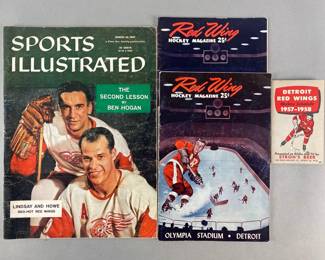 SPORTS
ILLUSTRATED
THE
SECOND LESSON
BY
BEN HOGAN
LINDSAY AND HOWE
RED-HOT RED WINGS
Red Wing
HOCKEY MAGAZINE 25¢
Red Wing
HOCKEY MAGAZINE 25¢
OLYMPIA STADIUM • DETROIT
DETROIT
RED WINGS
1957-1958
STROH'S BEER